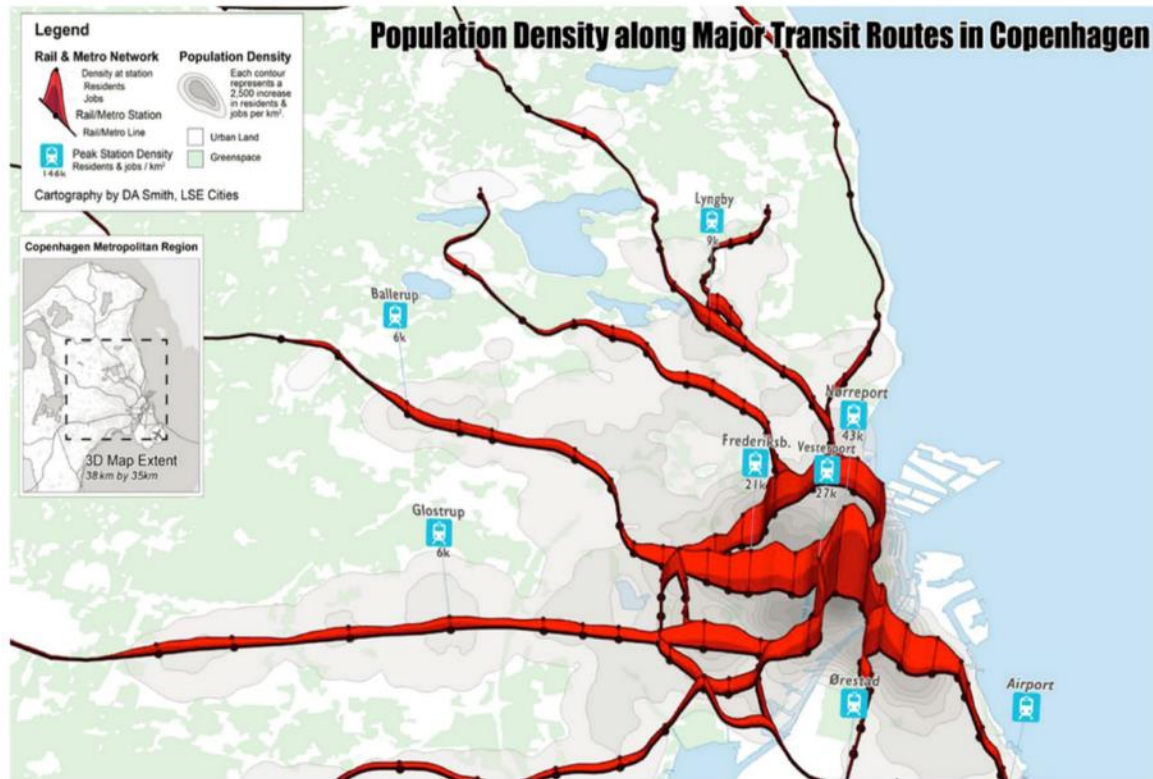 Population Density along Major Transit Routes in Copenhagen
Legend
Rail & Metro Network
Density at station
Residents
Jobs
Rail/Metro Station
Rail/Metro Line
Peak Station Density
Residents & jobs / km²
146k
Population Density
Each contour
represents a
2,500 increase
in residents &
jobs per km².
Urban Land
Greenspace
Cartography by DA Smith, LSE Cities
Copenhagen Metropolitan Region
3D Map Extent
38km by 35km
Lyngby
9k
Ballerup
6k
Nørreport
43k
Frederiksb.
21k
Vesterport
27k
Glostrup
6k
Ørestad
Airport